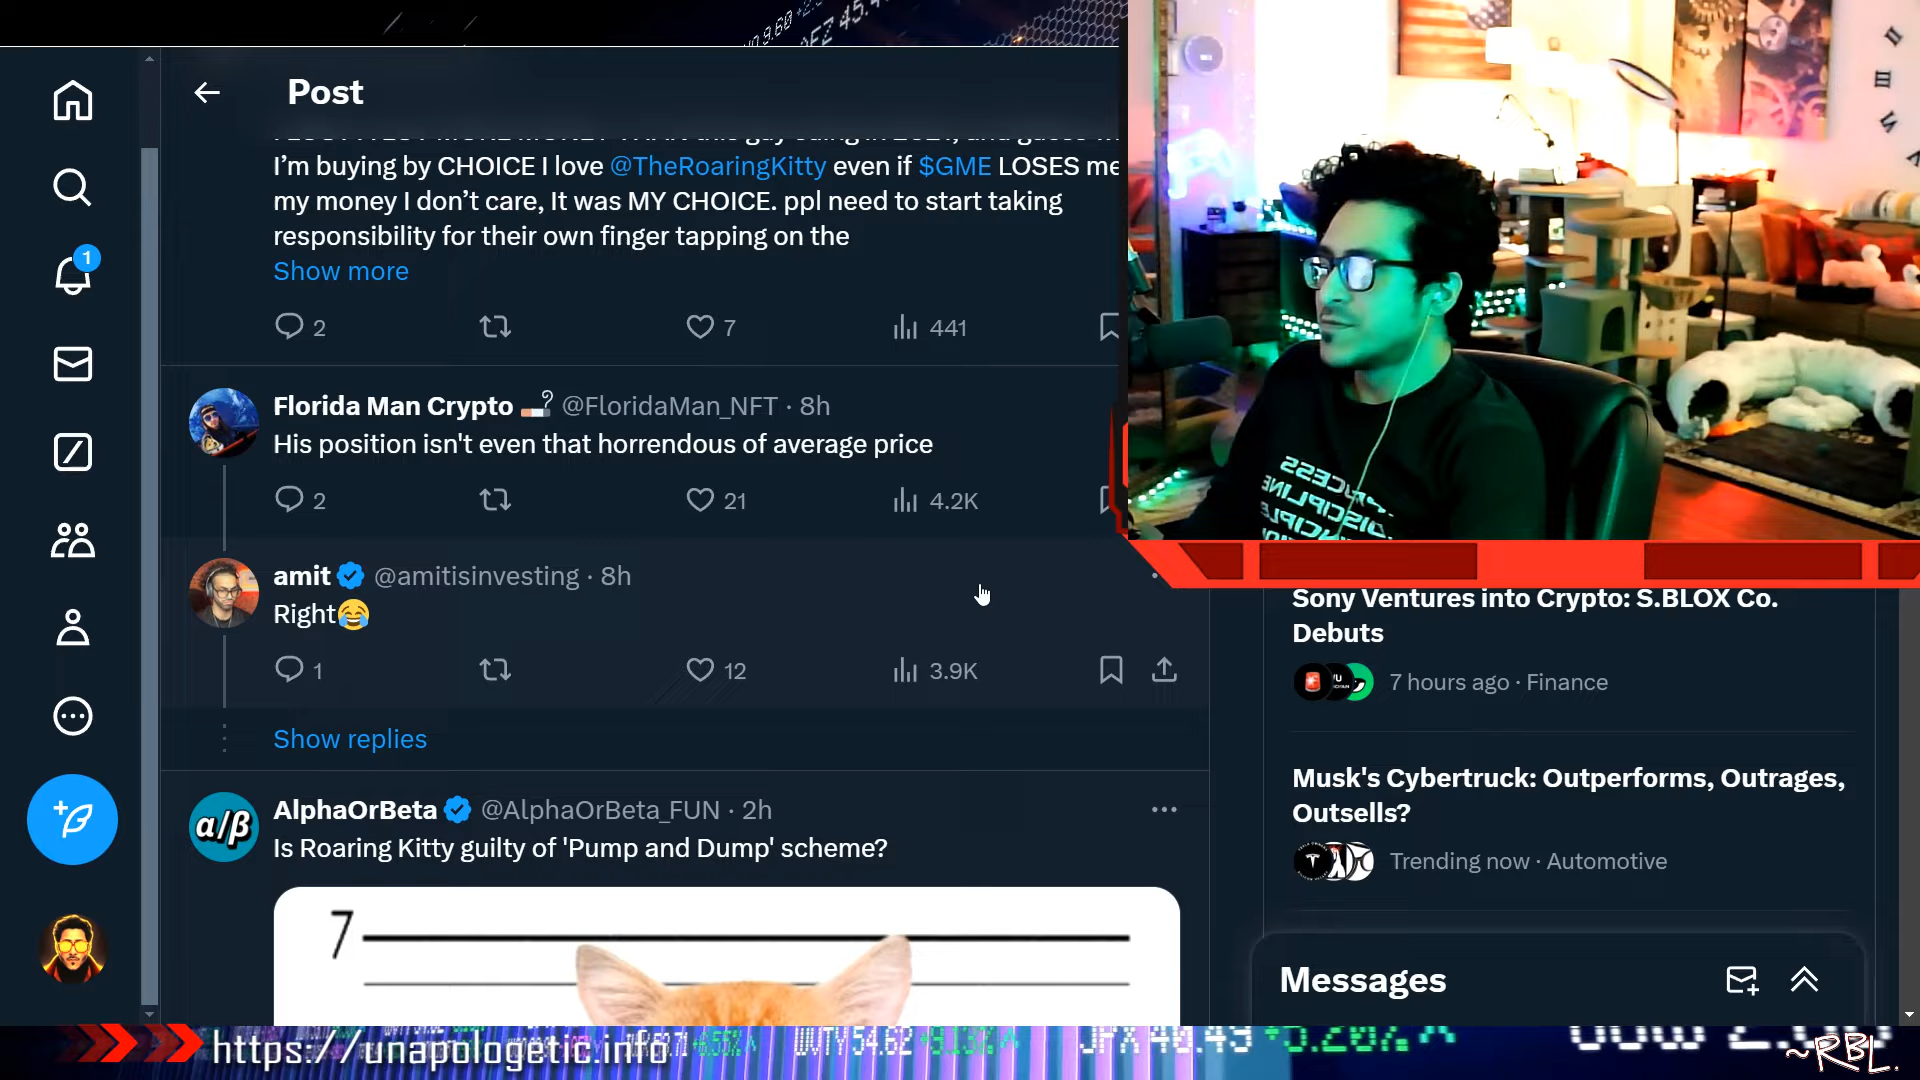 Post
I'm buying by CHOICE I love @TheRoaringKitty even if $GME LOSES me
my money I don't care, It was MY CHOICE. ppl need to start taking
responsibility for their own finger tapping on the
Show more
2 7 441
Florida Man Crypto @FloridaMan_NFT · 8h
His position isn't even that horrendous of average price
2 21 4.2K
amit @amitisinvesting · 8h
Right😂
1 12 3.9K
Show replies
AlphaOrBeta @AlphaOrBeta_FUN · 2h
α/β
Is Roaring Kitty guilty of 'Pump and Dump' scheme?
7
1
PROCESS
DISCIPLINE
Sony Ventures into Crypto: S.BLOX Co.
Debuts
7 hours ago · Finance
Musk's Cybertruck: Outperforms, Outrages,
Outsells?
Trending now · Automotive
Messages
https://unapologetic.info
~RBL.